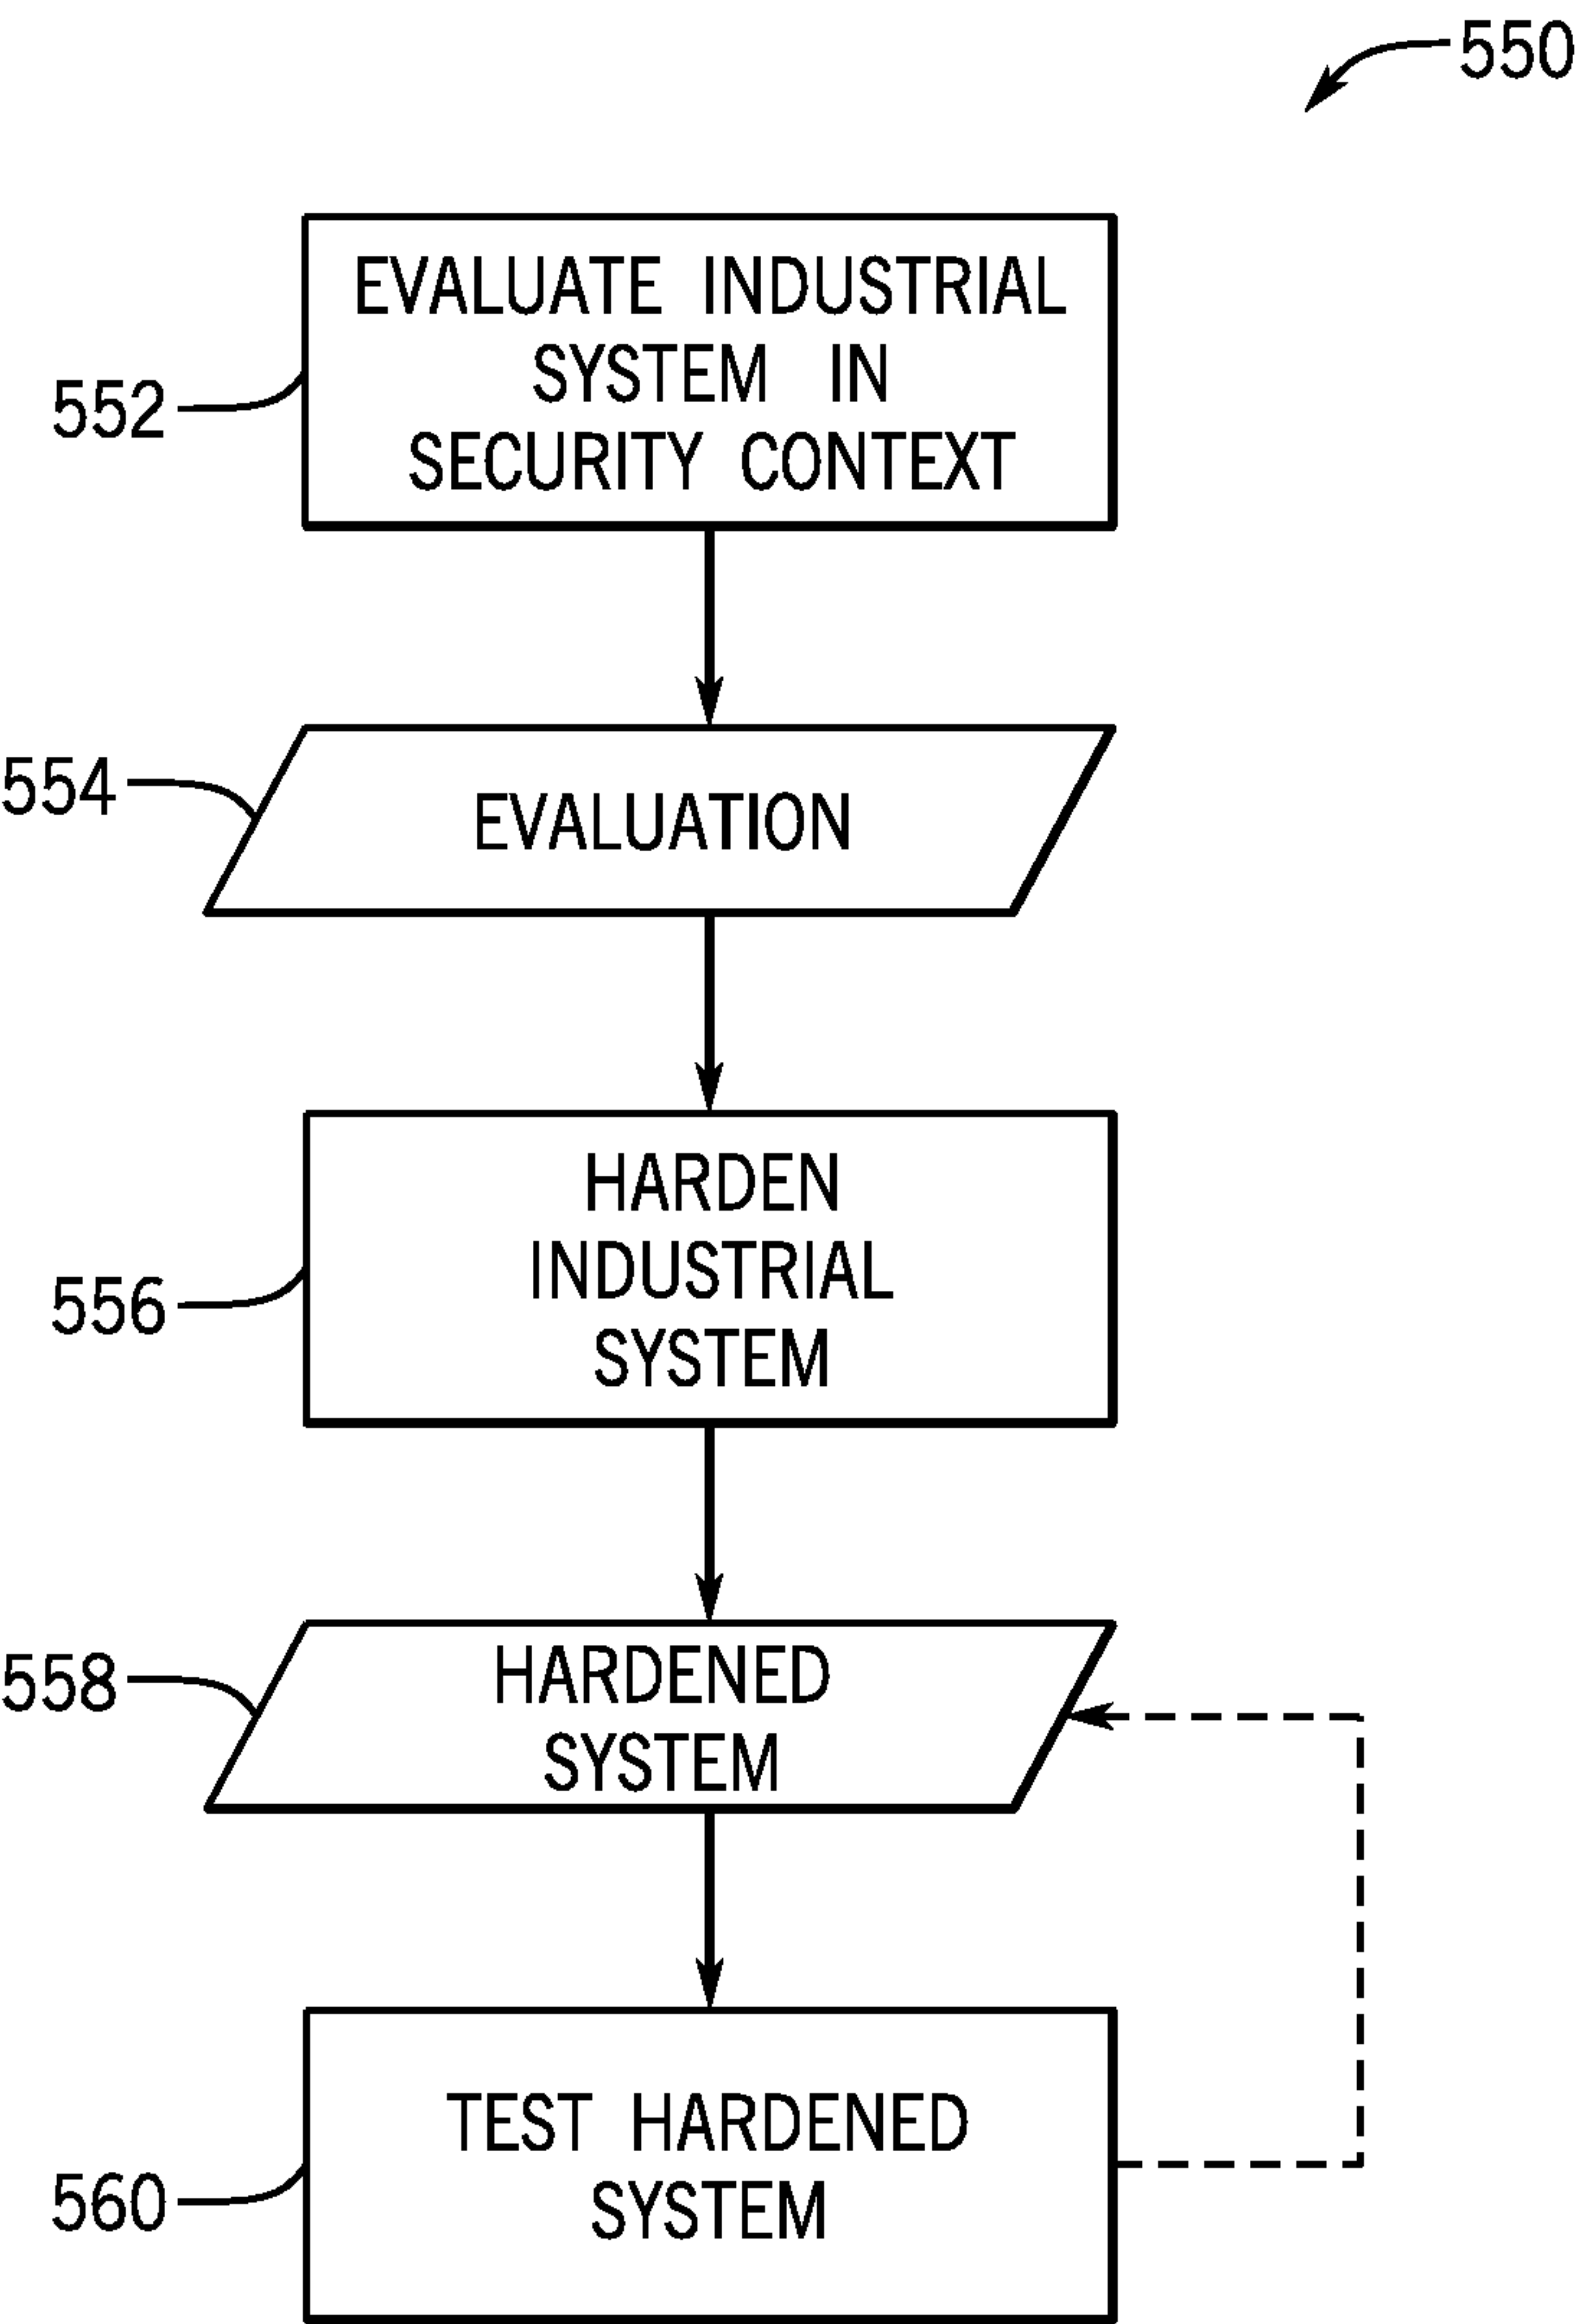 550
EVALUATE INDUSTRIAL
SYSTEM IN
SECURITY CONTEXT
552
554
EVALUATION
HARDEN
INDUSTRIAL
SYSTEM
556
HARDENED
SYSTEM
558
TEST HARDENED
SYSTEM
560